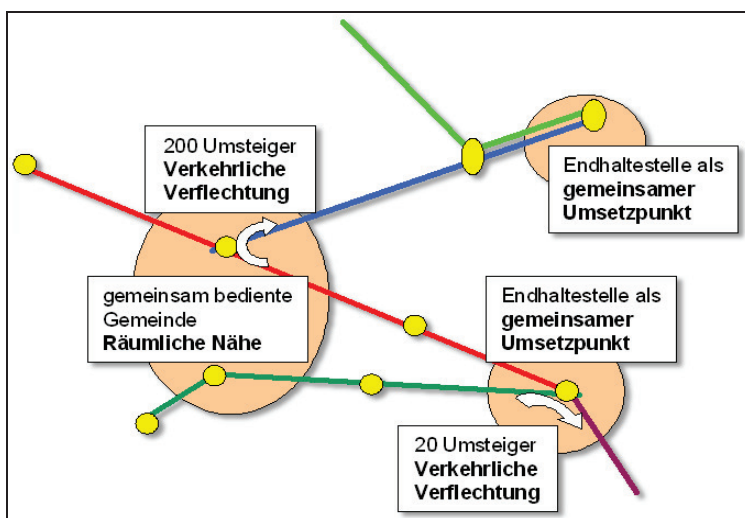 200 Umsteiger
Verkehrliche
Verflechtung
Endhaltestelle als
gemeinsamer
Umsetzpunkt
gemeinsam bediente
Gemeinde
Räumliche Nähe
Endhaltestelle als
gemeinsamer
Umsetzpunkt
20 Umsteiger
Verkehrliche
Verflechtung